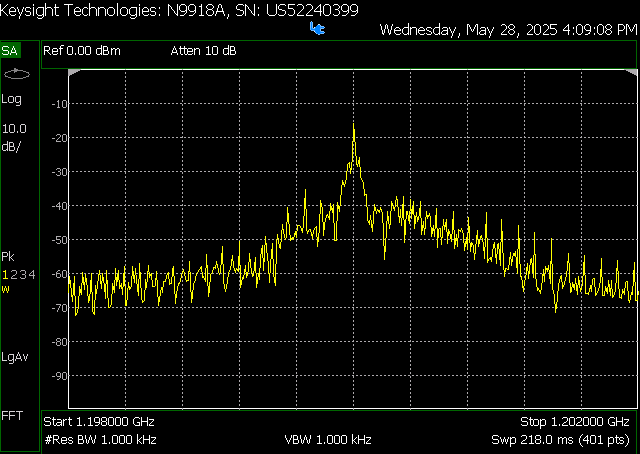 Keysight Technologies: N9918A, SN: US52240399
Wednesday, May 28, 2025 4:09:08 PM
SA
Ref 0.00 dBm Atten 10 dB
Log
10.0
dB/
-10
-20
-30
-40
-50
-60
-70
-80
-90
Pk
1234
w
LgAv
FFT
Start 1.198000 GHz Stop 1.202000 GHz
#Res BW 1.000 kHz VBW 1.000 kHz Swp 218.0 ms (401 pts)